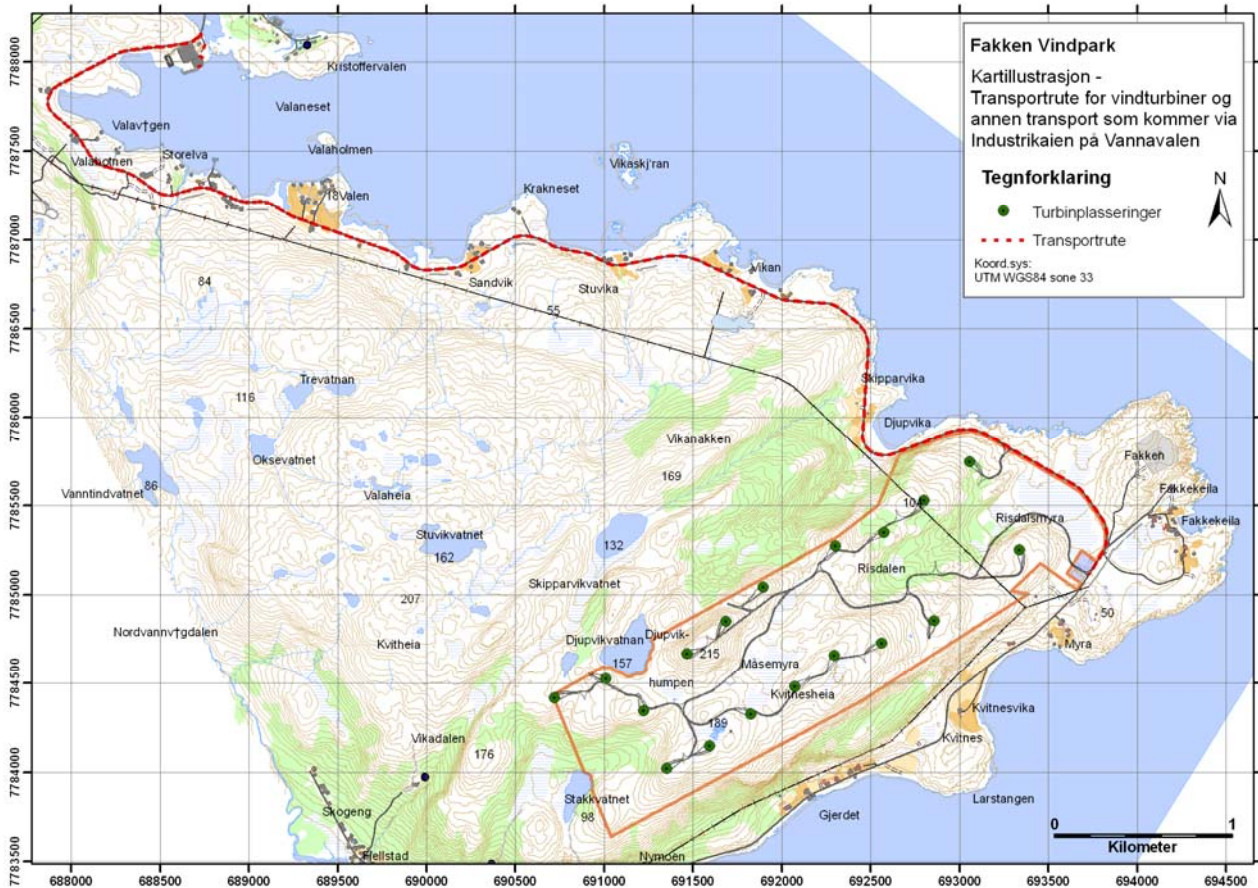 Fakken Vindpark
Kartillustrasjon -
Transportrute for vindturbiner og
annen transport som kommer via
Industrikaien på Vannavalen
Tegnforklaring
Turbinplasseringer
Transportrute
Koord.sys:
UTM WGS84 sone 33
N
Kristoffervalen
Valaneset
Valav†gen
Valaholmen
Valahotnen
Storelva
18Valen
Vikaskj'ran
Krakneset
Sandvik
Stuvika
Vikan
84
55
Trevatnan
116
Skipparvika
Djupvika
Vikanakken
Oksevatnet
169
Fakken
Vanntindvatnet
86
Valaheia
104
Risdalsmyra
Fakkekeila
Fakkekeila
Stuvikvatnet
162
132
Skipparvikvatnet
Risdalen
207
50
Nordvannv†gdalen
Kvitheia
Djupvikvatnan
157
Djupvik-
humpen
215
Måsemyra
Myra
Kvitnesheia
189
Kvitnesvika
Kvitnes
Vikadalen
176
Stakkvatnet
98
Larstangen
Gjerdet
Skogeng
Hellstad
Nymoen
0 1
Kilometer
7788000
7787500
7787000
7786500
7786000
7785500
7785000
7784500
7784000
7783500
688000 688500 689000 689500 690000 690500 691000 691500 692000 692500 693000 693500 694000 694500